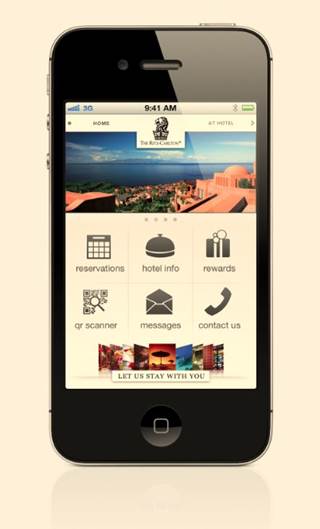 3G 9:41 AM
HOME AT HOTEL
THE RITZ-CARLTON®
reservations hotel info rewards
qr scanner messages contact us
LET US STAY WITH YOU